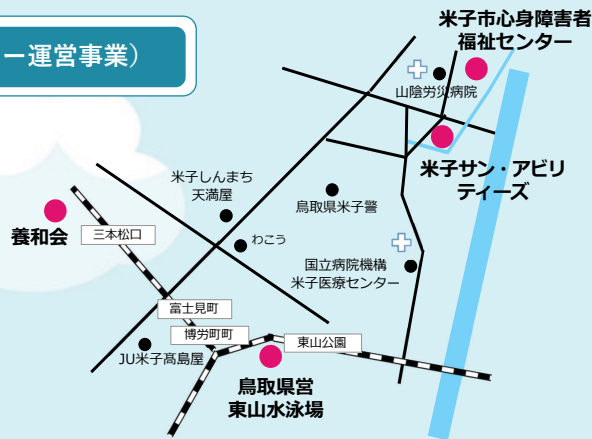 ー運営事業）
米子市心身障害者
福祉センター
山陰労災病院
米子サン・アビリ
ティーズ
米子しんまち
天満屋
鳥取県米子警
養和会
三本松口
わこう
国立病院機構
米子医療センター
富士見町
博労町町
東山公園
JU米子髙島屋
鳥取県営
東山水泳場